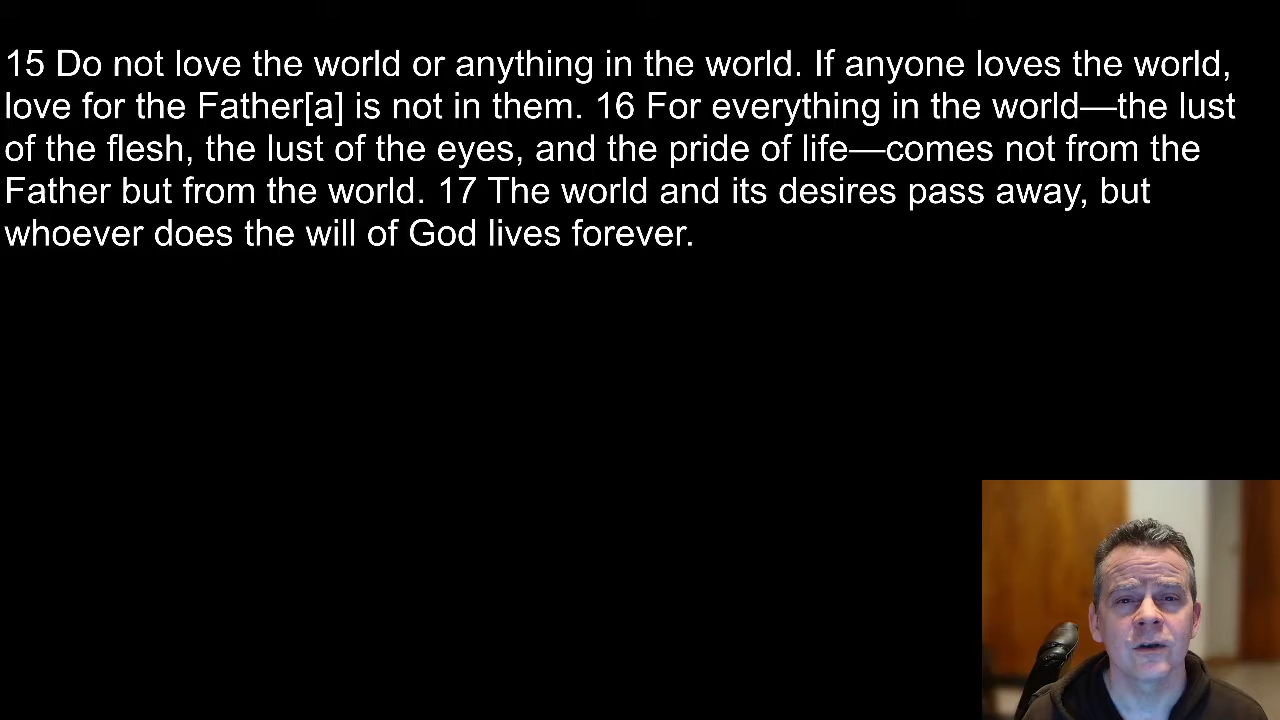 15 Do not love the world or anything in the world. If anyone loves the world,
love for the Father[a] is not in them. 16 For everything in the world—the lust
of the flesh, the lust of the eyes, and the pride of life—comes not from the
Father but from the world. 17 The world and its desires pass away, but
whoever does the will of God lives forever.